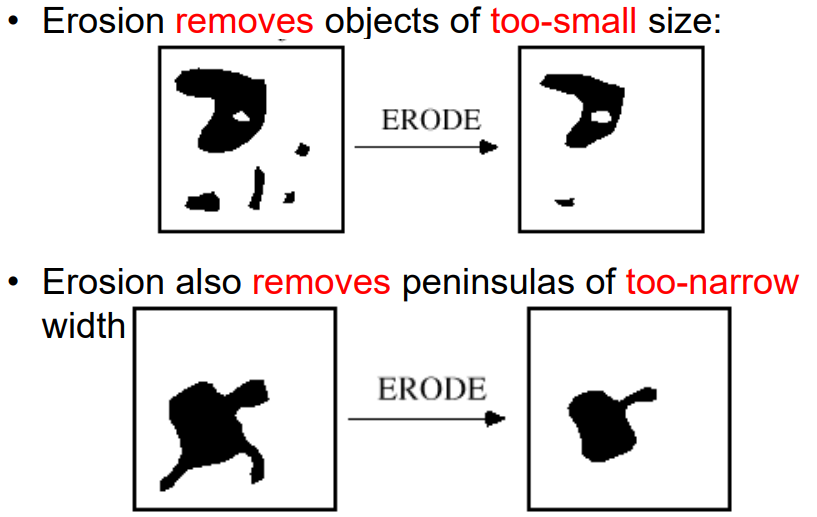 • Erosion removes objects of too-small size:
ERODE
• Erosion also removes peninsulas of too-narrow
width
ERODE